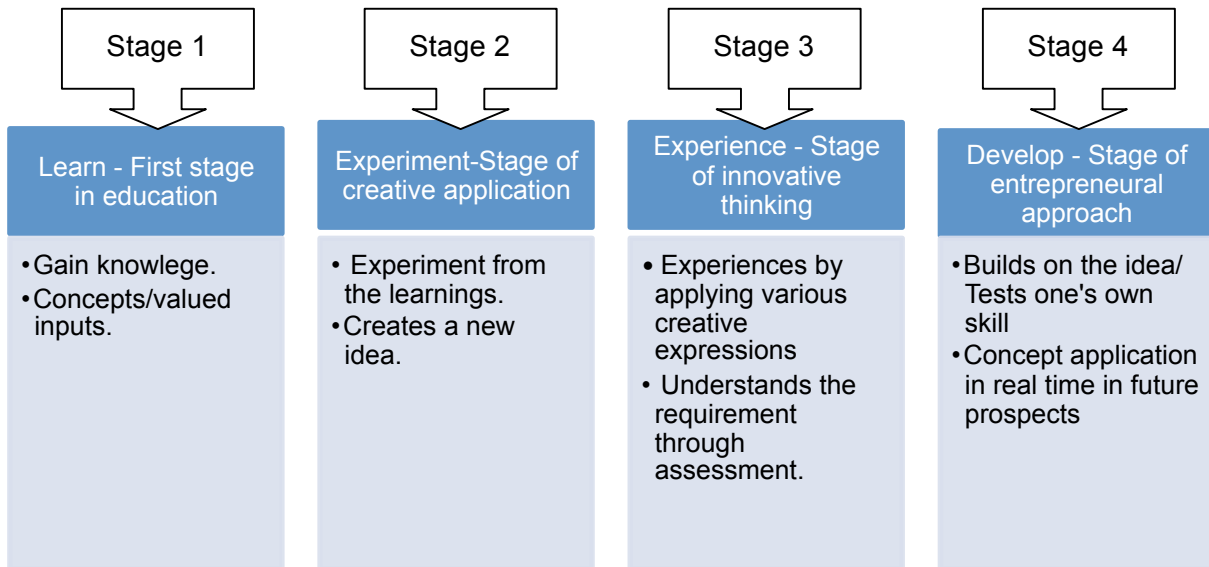 Stage 1
Learn - First stage
in education
•Gain knowlege.
•Concepts/valued
inputs.
Stage 2
Experiment-Stage of
creative application
• Experiment from
the learnings.
•Creates a new
idea.
Stage 3
Experience - Stage
of innovative
thinking
• Experiences by
applying various
creative
expressions
• Understands the
requirement
through
assessment.
Stage 4
Develop - Stage of
entrepreneural
approach
•Builds on the idea/
Tests one's own
skill
•Concept application
in real time in future
prospects